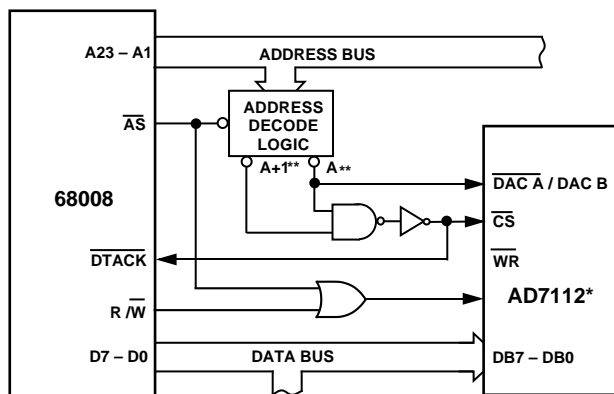 A23 – A1
ADDRESS BUS
AS
ADDRESS
DECODE
LOGIC
A+1**
A**
68008
DAC A / DAC B
CS
DTACK
WR
R / W
AD7112*
D7 – D0
DATA BUS
DB7 – DB0